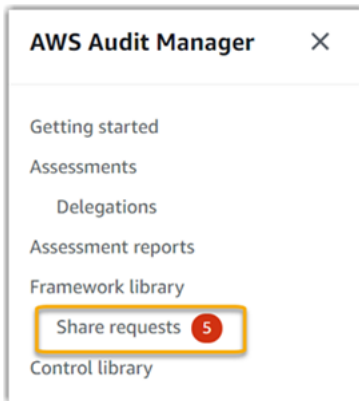 AWS Audit Manager
Getting started
Assessments
Delegations
Assessment reports
Framework library
Share requests 5
Control library